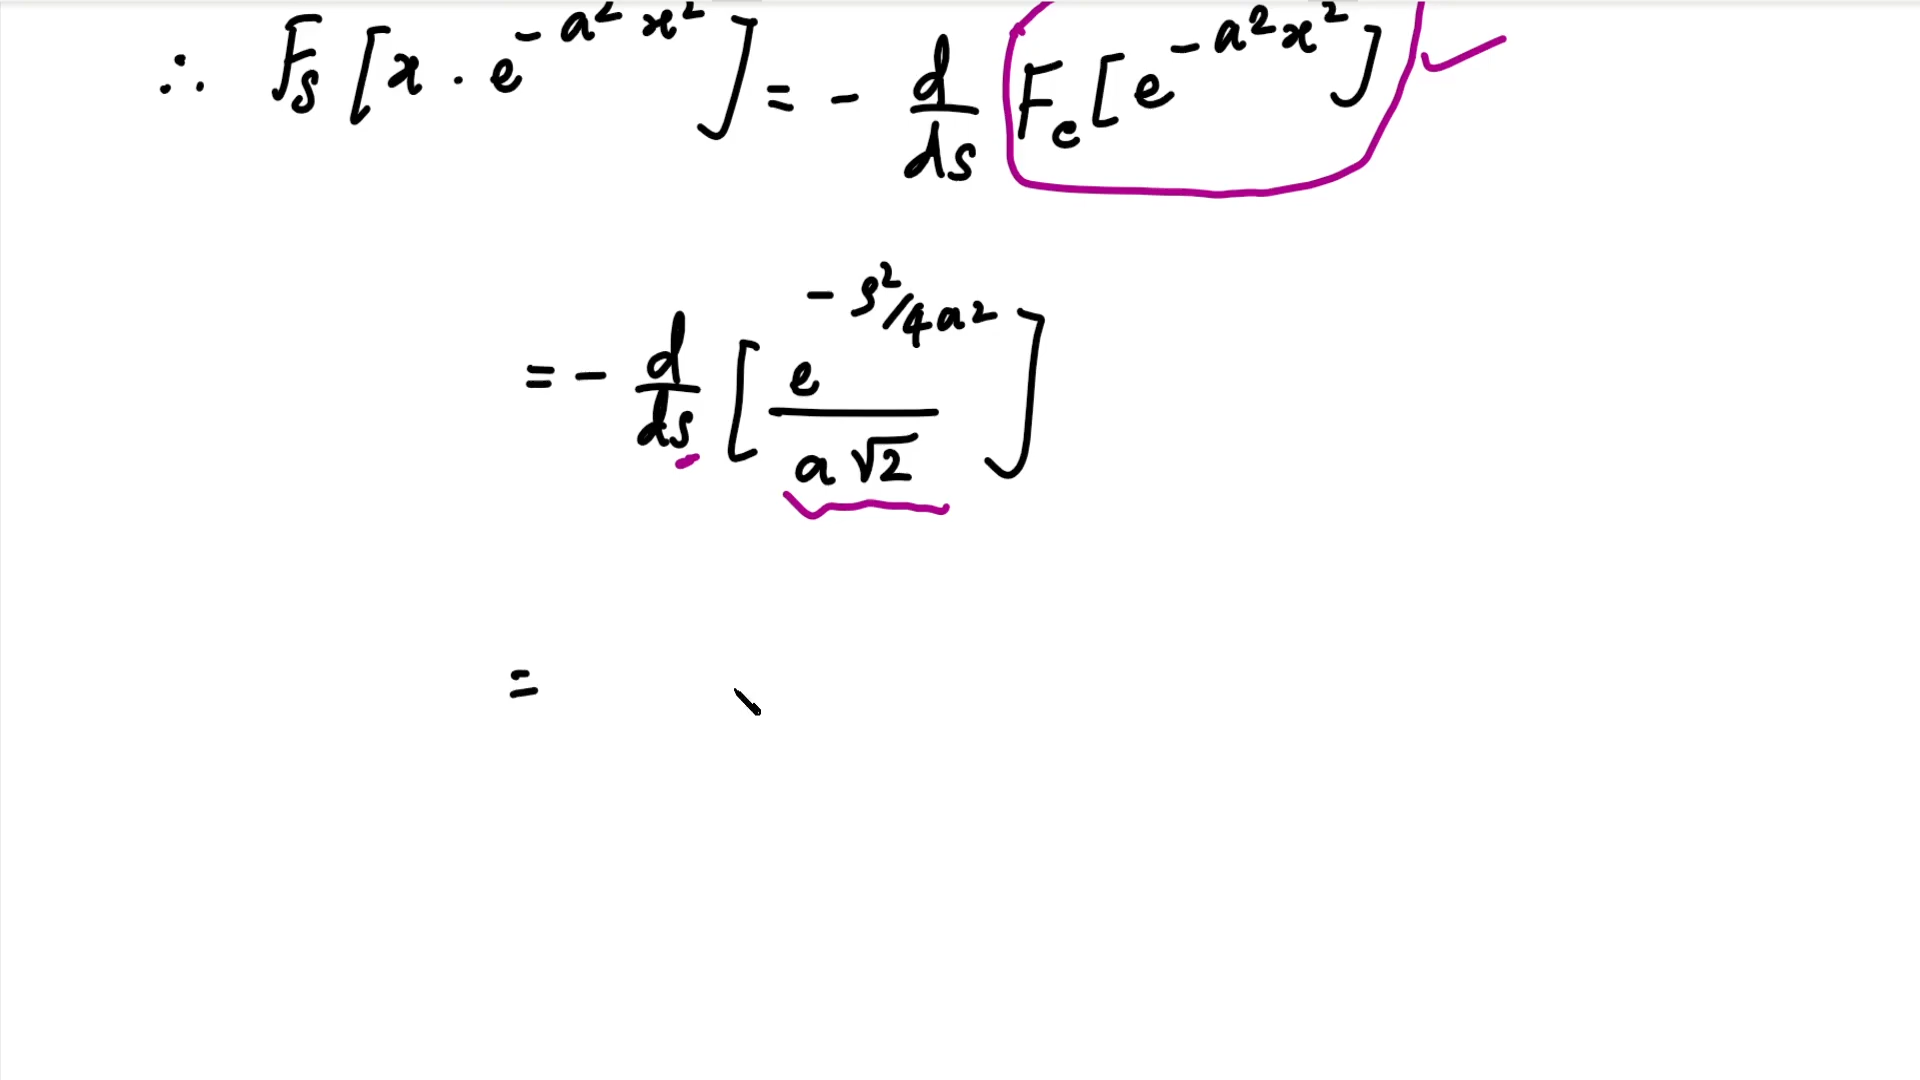 ∴ F_s [x · e^{-a²x²}] = - d/ds F_c [e^{-a²x²}]
= - d/ds [e^{-s²/4a²} / a√2]
=